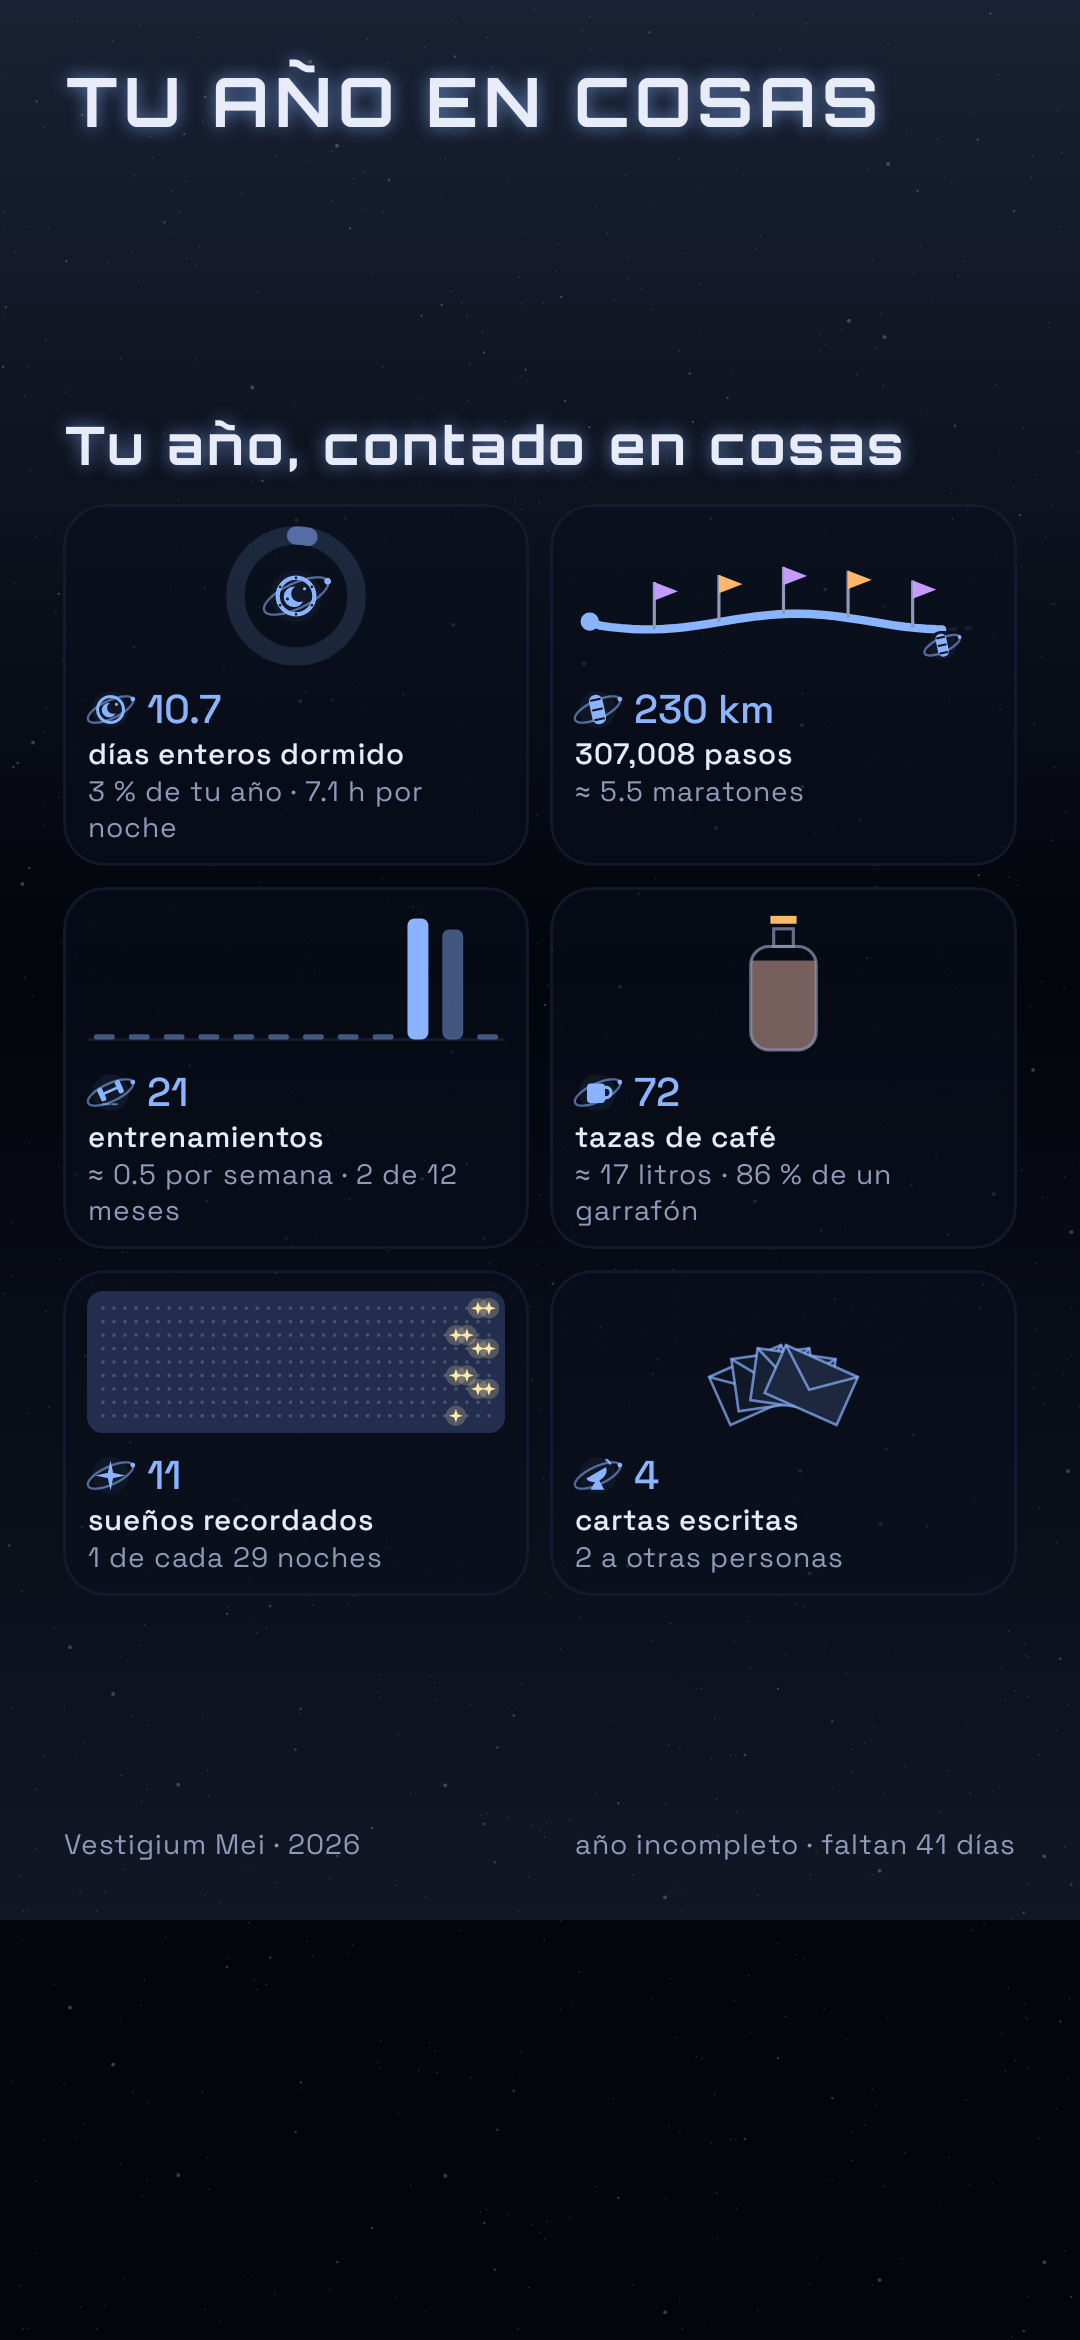 TU AÑO EN COSAS
Tu año, contado en cosas
10.7
días enteros dormido
3 % de tu año · 7.1 h por
noche
230 km
307,008 pasos
≈ 5.5 maratones
21
entrenamientos
≈ 0.5 por semana · 2 de 12
meses
72
tazas de café
≈ 17 litros · 86 % de un
garrafón
11
sueños recordados
1 de cada 29 noches
4
cartas escritas
2 a otras personas
Vestigium Mei · 2026
año incompleto · faltan 41 días